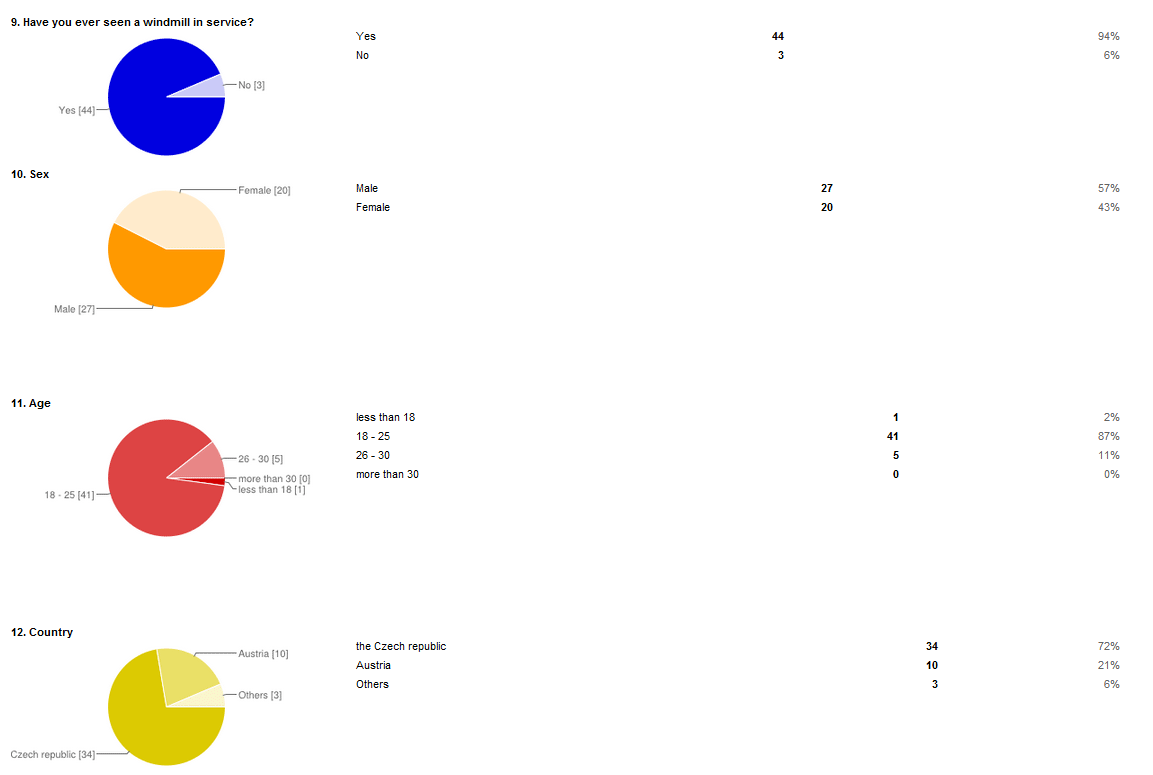 9. Have you ever seen a windmill in service?
Yes 44 94%
No 3 6%
No [3]
Yes [44]
10. Sex
Female [20]
Male 27 57%
Female 20 43%
Male [27]
11. Age
less than 18 1 2%
18 - 25 41 87%
26 - 30 5 11%
more than 30 0 0%
26 - 30 [5]
more than 30 [0]
less than 18 [1]
18 - 25 [41]
12. Country
the Czech republic 34 72%
Austria 10 21%
Others 3 6%
Austria [10]
Others [3]
Czech republic [34]